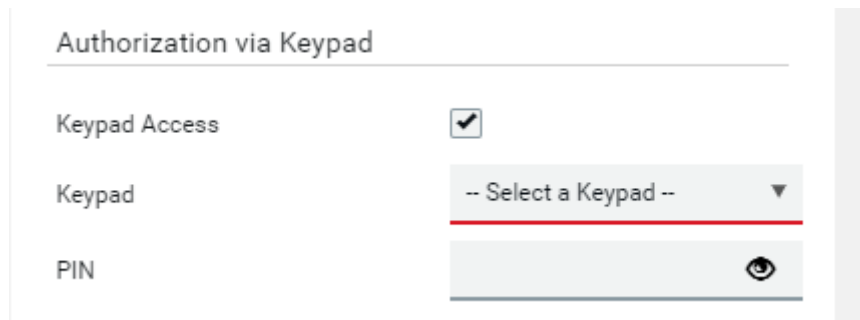 Authorization via Keypad
Keypad Access
Keypad -- Select a Keypad --
PIN